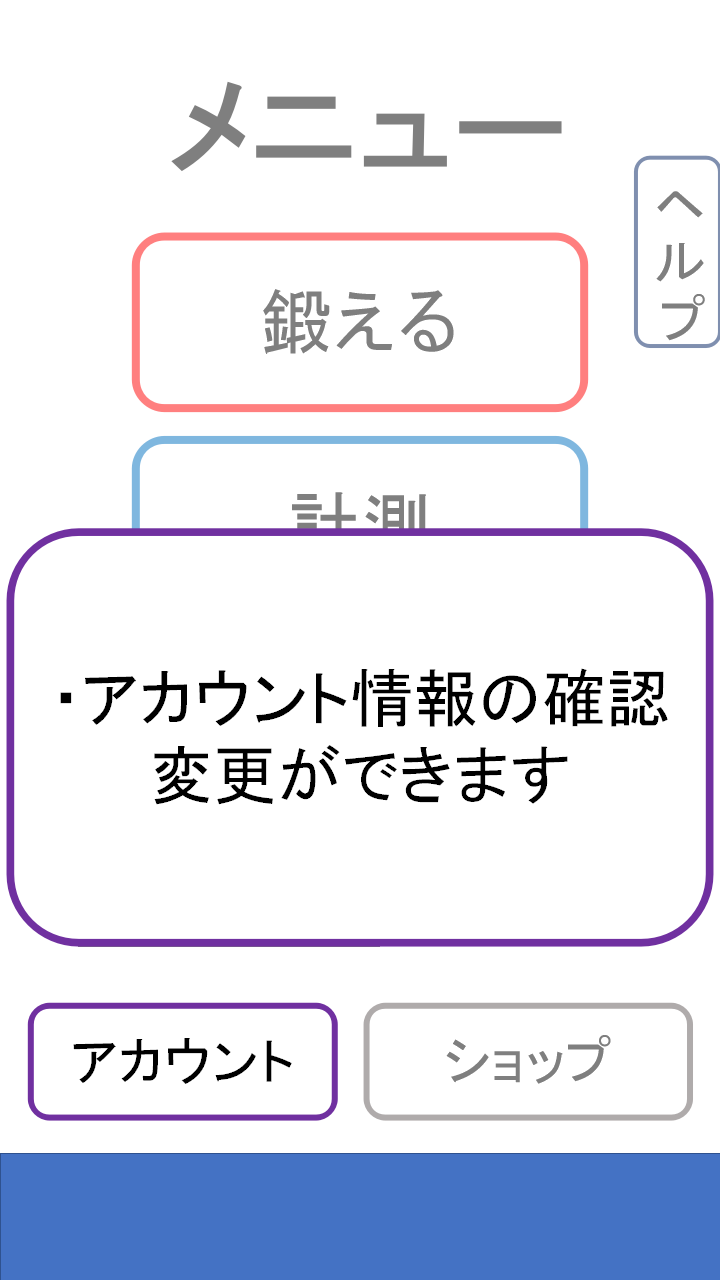 メニュー
ヘルプ
鍛える
計測
・アカウント情報の確認
変更ができます
アカウント
ショップ